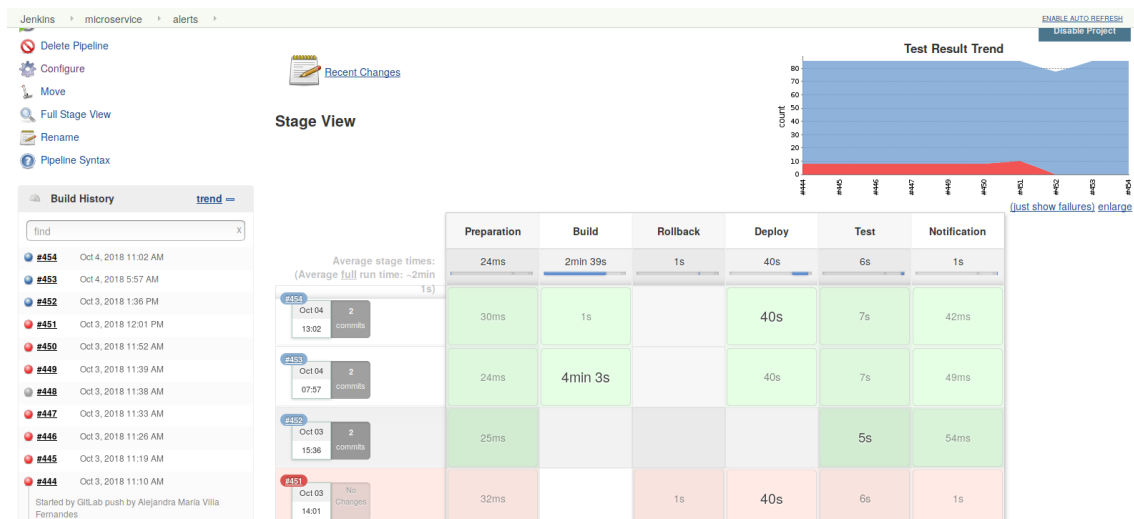 Jenkins microservice alerts
ENABLE AUTO REFRESH
Disable Project
Delete Pipeline
Configure
Move
Full Stage View
Rename
Pipeline Syntax
Recent Changes
Stage View
Test Result Trend
count
80
70
60
50
40
30
20
10
0
#444 #445 #446 #447 #449 #450 #451 #452 #453 #454
(just show failures) enlarge
Build History trend
find x
#454 Oct 4, 2018 11:02 AM
#453 Oct 4, 2018 5:57 AM
#452 Oct 3, 2018 1:36 PM
#451 Oct 3, 2018 12:01 PM
#450 Oct 3, 2018 11:52 AM
#449 Oct 3, 2018 11:39 AM
#448 Oct 3, 2018 11:38 AM
#447 Oct 3, 2018 11:33 AM
#446 Oct 3, 2018 11:26 AM
#445 Oct 3, 2018 11:19 AM
#444 Oct 3, 2018 11:10 AM
Started by GitLab push by Alejandra María Villa
Fernandes
Preparation Build Rollback Deploy Test Notification
Average stage times:
(Average full run time: ~2min
1s)
24ms 2min 39s 1s 40s 6s 1s
#454
Oct 04 2
13:02 commits
30ms 1s 40s 7s 42ms
#453
Oct 04 2
07:57 commits
24ms 4min 3s 40s 7s 49ms
#452
Oct 03 2
15:36 commits
25ms 5s 54ms
#451
Oct 03 No
14:01 Changes
32ms 1s 40s 6s 1s